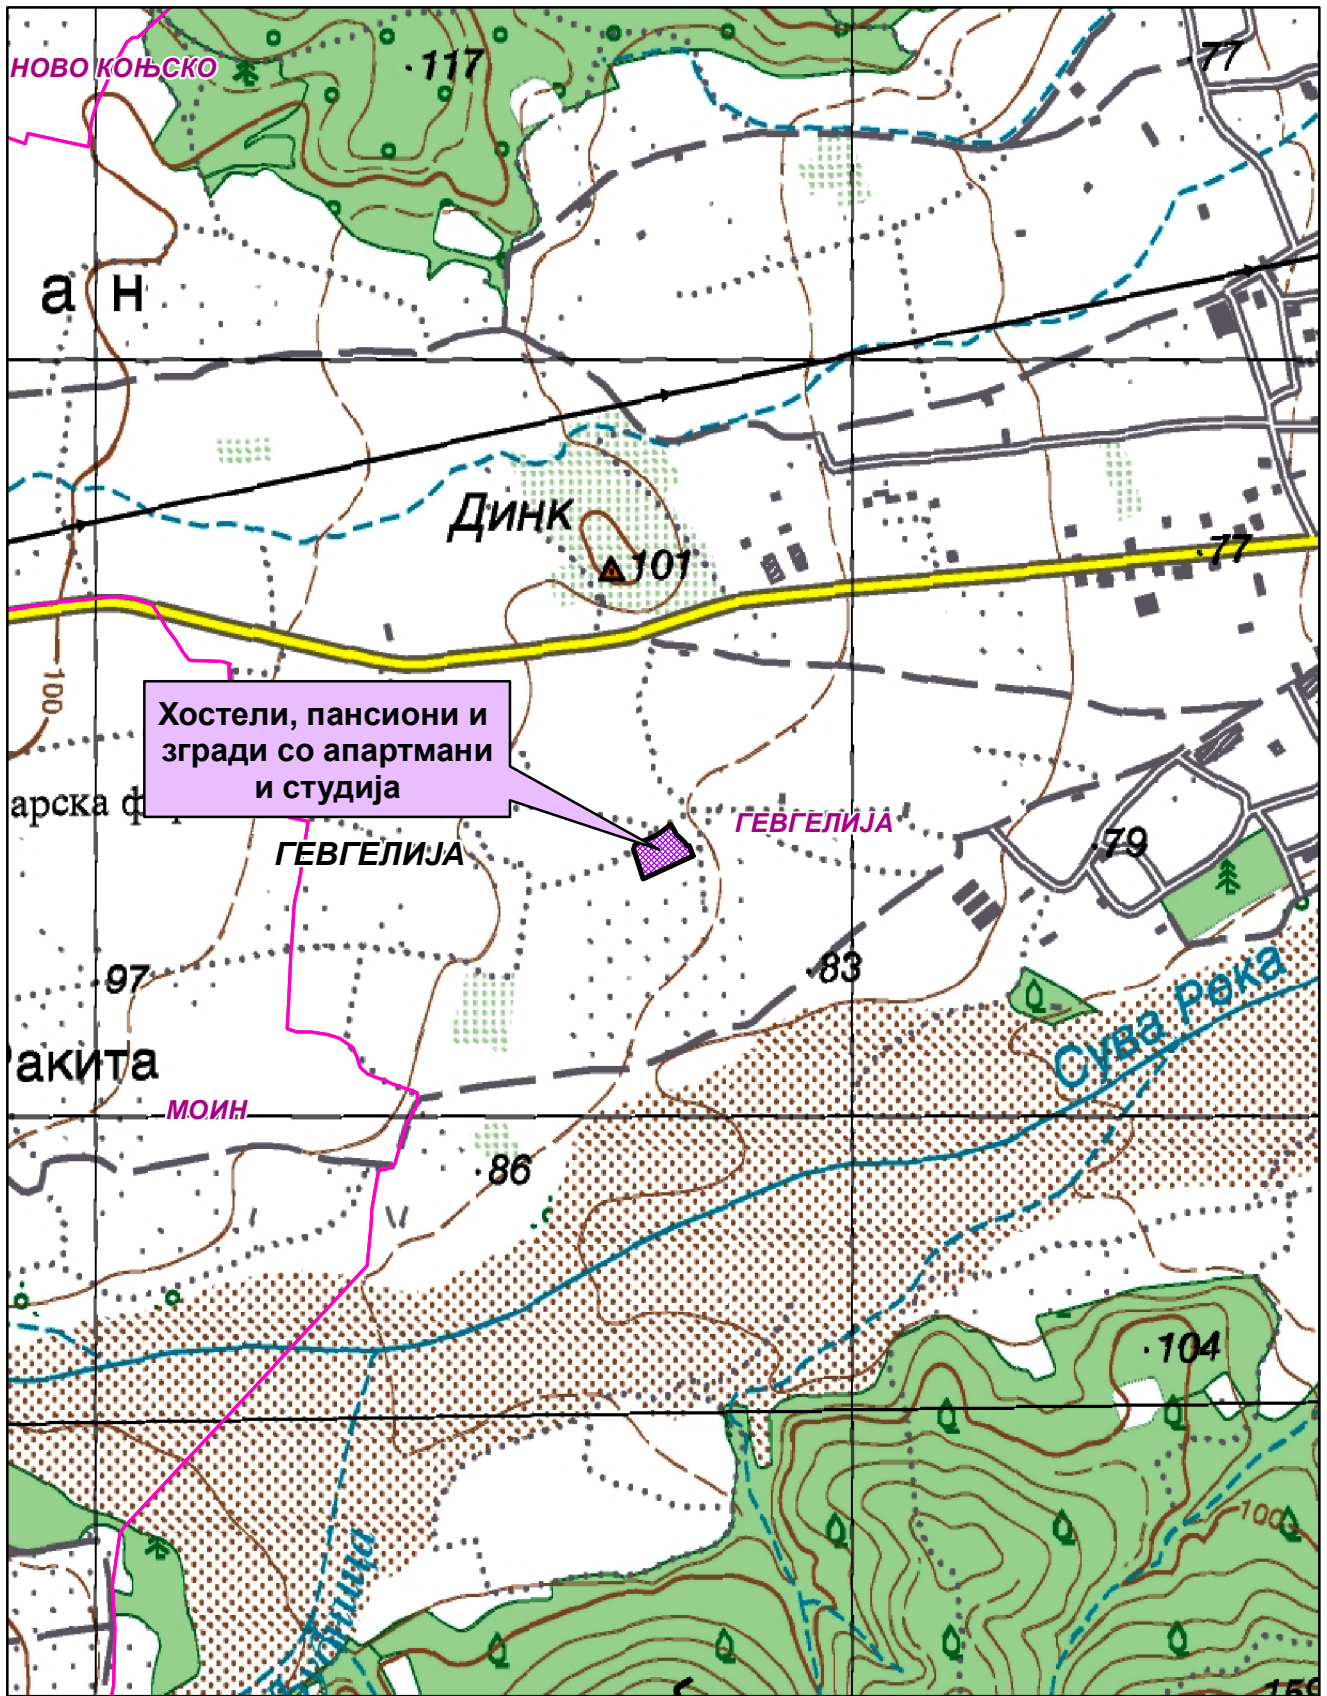 НОВО КОЊСКО
117
77
а н
Динк
101
77
100
Хостели, пансиони и
згради со апартмани
и студија
арска ф
ГЕВГЕЛИЈА
ГЕВГЕЛИЈА
79
97
83
Сува Река
Ракита
МОИН
86
104
100
159